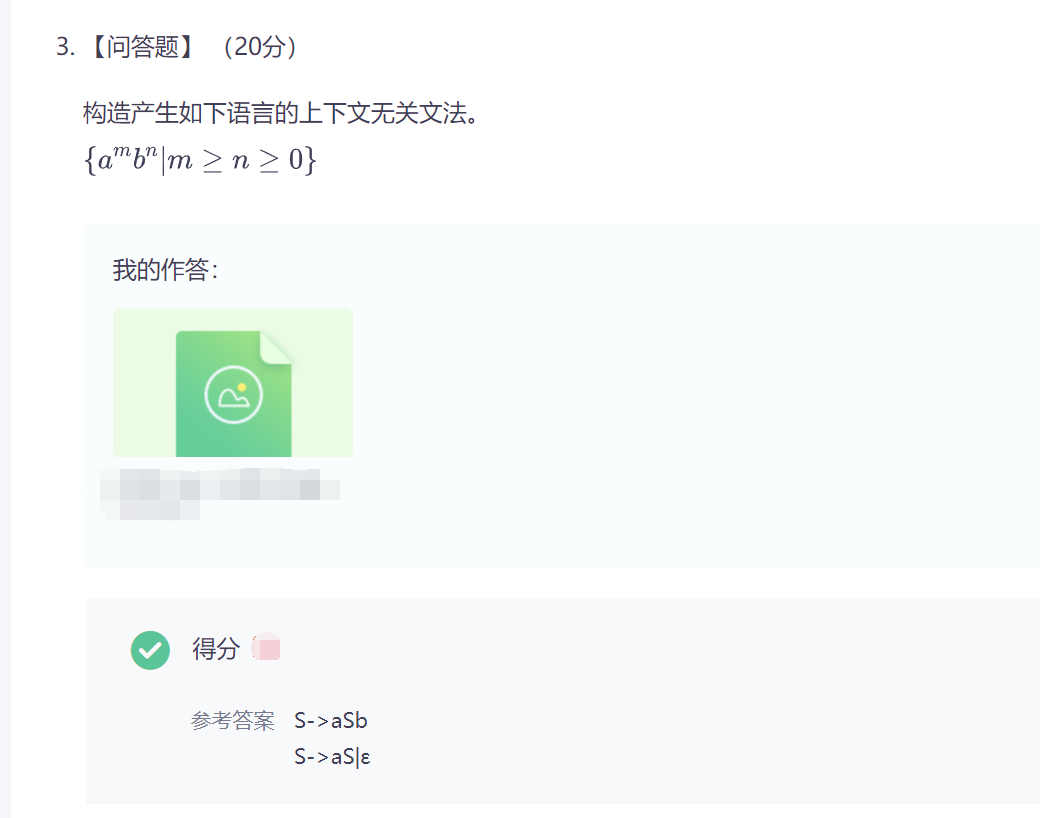 3. 【问答题】 （20分）
构造产生如下语言的上下文无关文法。
{a^m b^n | m ≥ n ≥ 0}
我的作答：
得分
参考答案 S->aSb
S->aS|ε